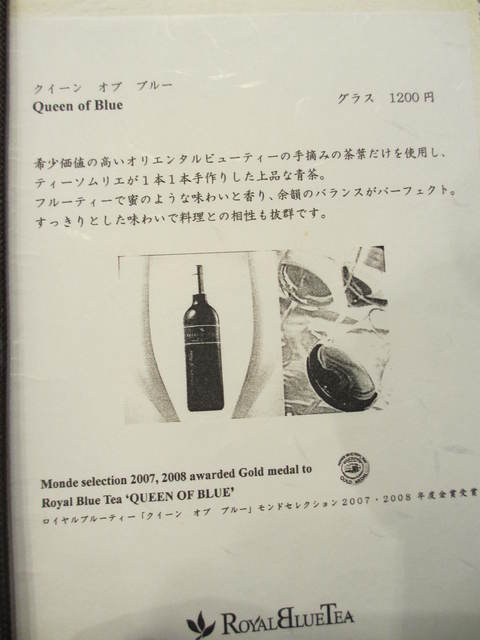 クイーン オブ ブルー
Queen of Blue
グラス 1200円
希少価値の高いオリエンタルビューティーの手摘みの茶葉だけを使用し、
ティーソムリエが1本1本手作りした上品な青茶。
フルーティーで蜜のような味わいと香り、余韻のバランスがパーフェクト。
すっきりとした味わいで料理との相性も抜群です。
Monde selection 2007, 2008 awarded Gold medal to
Royal Blue Tea ‘QUEEN OF BLUE’
ロイヤルブルーティー「クイーン オブ ブルー」モンドセレクション2007・2008年度金賞受賞
ROYALBLUETEA